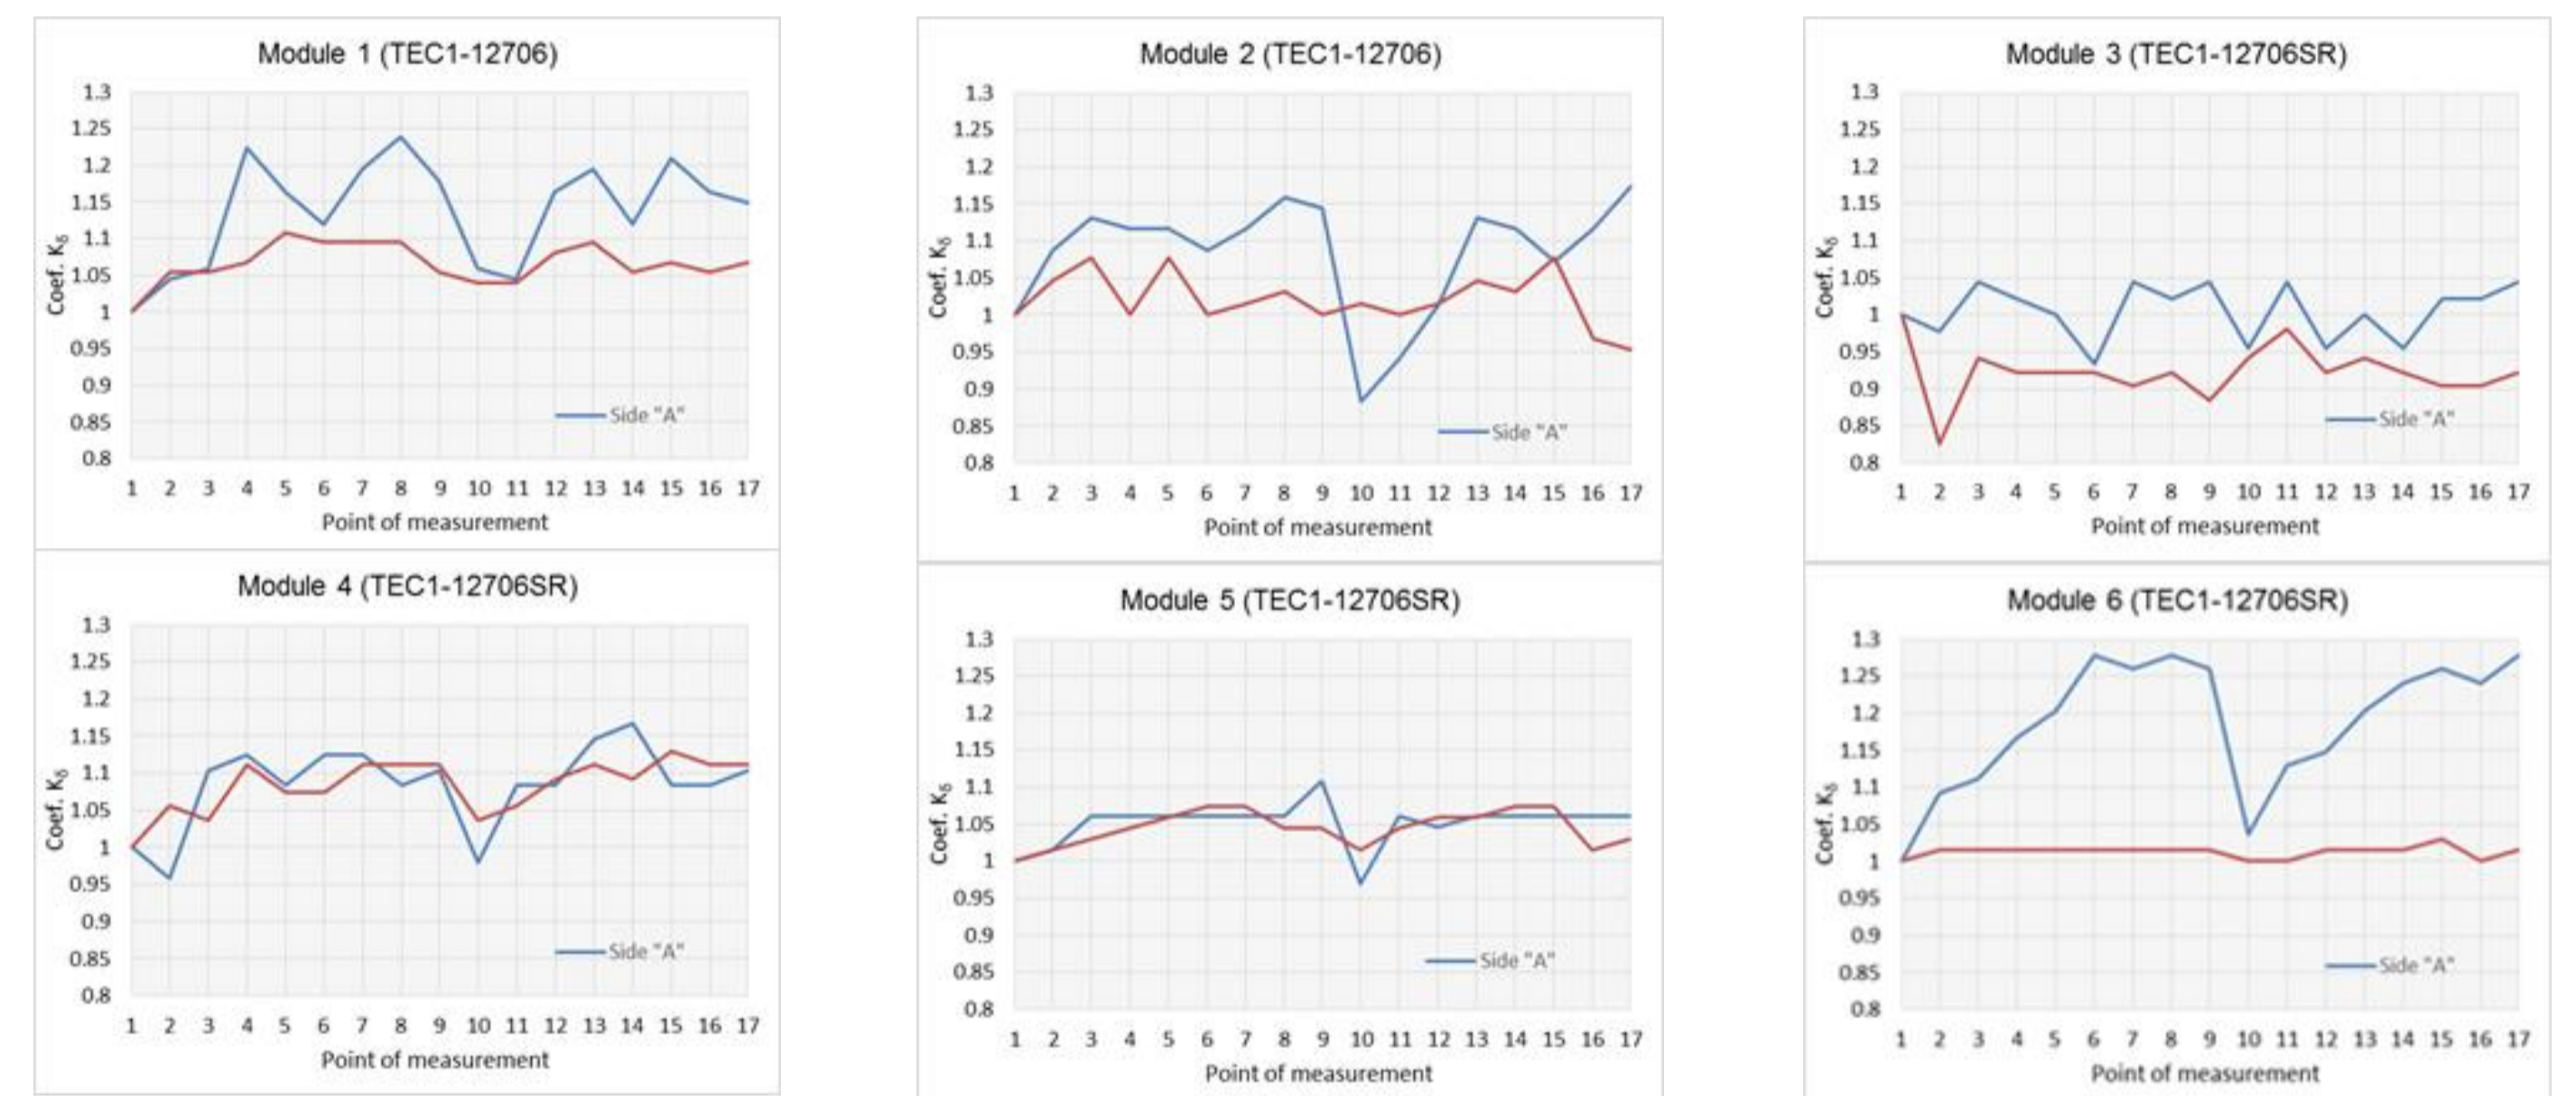 Module 1 (TEC1-12706)
1.3
1.25
1.2
1.15
1.1
1.05
1
0.95
0.9
0.85
0.8
Coef. Kδ
Side "A"
1 2 3 4 5 6 7 8 9 10 11 12 13 14 15 16 17
Point of measurement
Module 2 (TEC1-12706)
1.3
1.25
1.2
1.15
1.1
1.05
1
0.95
0.9
0.85
0.8
Coef. Kδ
Side "A"
1 2 3 4 5 6 7 8 9 10 11 12 13 14 15 16 17
Point of measurement
Module 3 (TEC1-12706SR)
1.3
1.25
1.2
1.15
1.1
1.05
1
0.95
0.9
0.85
0.8
Coef. Kδ
Side "A"
1 2 3 4 5 6 7 8 9 10 11 12 13 14 15 16 17
Point of measurement
Module 4 (TEC1-12706SR)
1.3
1.25
1.2
1.15
1.1
1.05
1
0.95
0.9
0.85
0.8
Coef. Kδ
Side "A"
1 2 3 4 5 6 7 8 9 10 11 12 13 14 15 16 17
Point of measurement
Module 5 (TEC1-12706SR)
1.3
1.25
1.2
1.15
1.1
1.05
1
0.95
0.9
0.85
0.8
Coef. Kδ
Side "A"
1 2 3 4 5 6 7 8 9 10 11 12 13 14 15 16 17
Point of measurement
Module 6 (TEC1-12706SR)
1.3
1.25
1.2
1.15
1.1
1.05
1
0.95
0.9
0.85
0.8
Coef. Kδ
Side "A"
1 2 3 4 5 6 7 8 9 10 11 12 13 14 15 16 17
Point of measurement